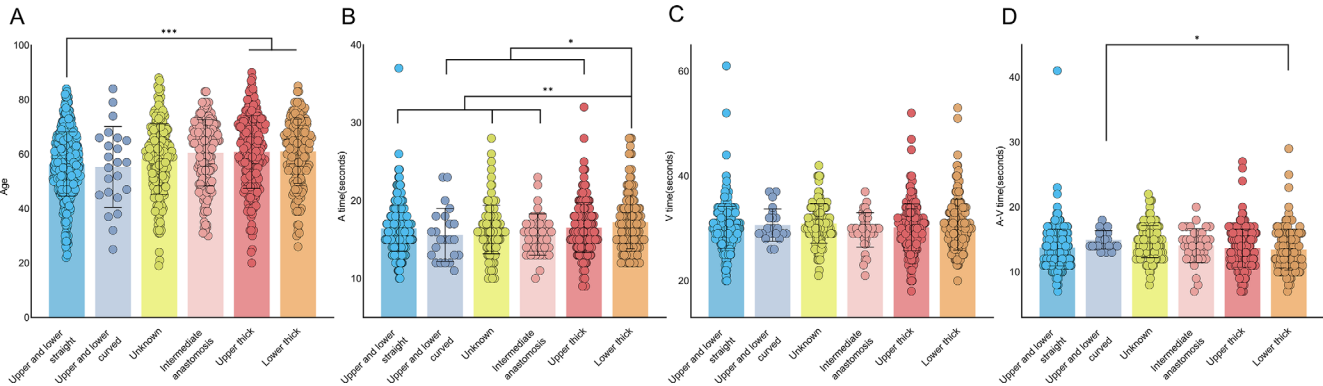 A
***
100
80
60
40
20
0
Age
Upper and lower
straight
Upper and lower
curved
Unknown
Intermediate
anastomosis
Upper thick
Lower thick
B
*
**
40
30
20
10
A time(seconds)
Upper and lower
straight
Upper and lower
curved
Unknown
Intermediate
anastomosis
Upper thick
Lower thick
C
60
40
20
V time(seconds)
Upper and lower
straight
Upper and lower
curved
Unknown
Intermediate
anastomosis
Upper thick
Lower thick
D
*
40
30
20
10
A-V time(seconds)
Upper and lower
straight
Upper and lower
curved
Unknown
Intermediate
anastomosis
Upper thick
Lower thick